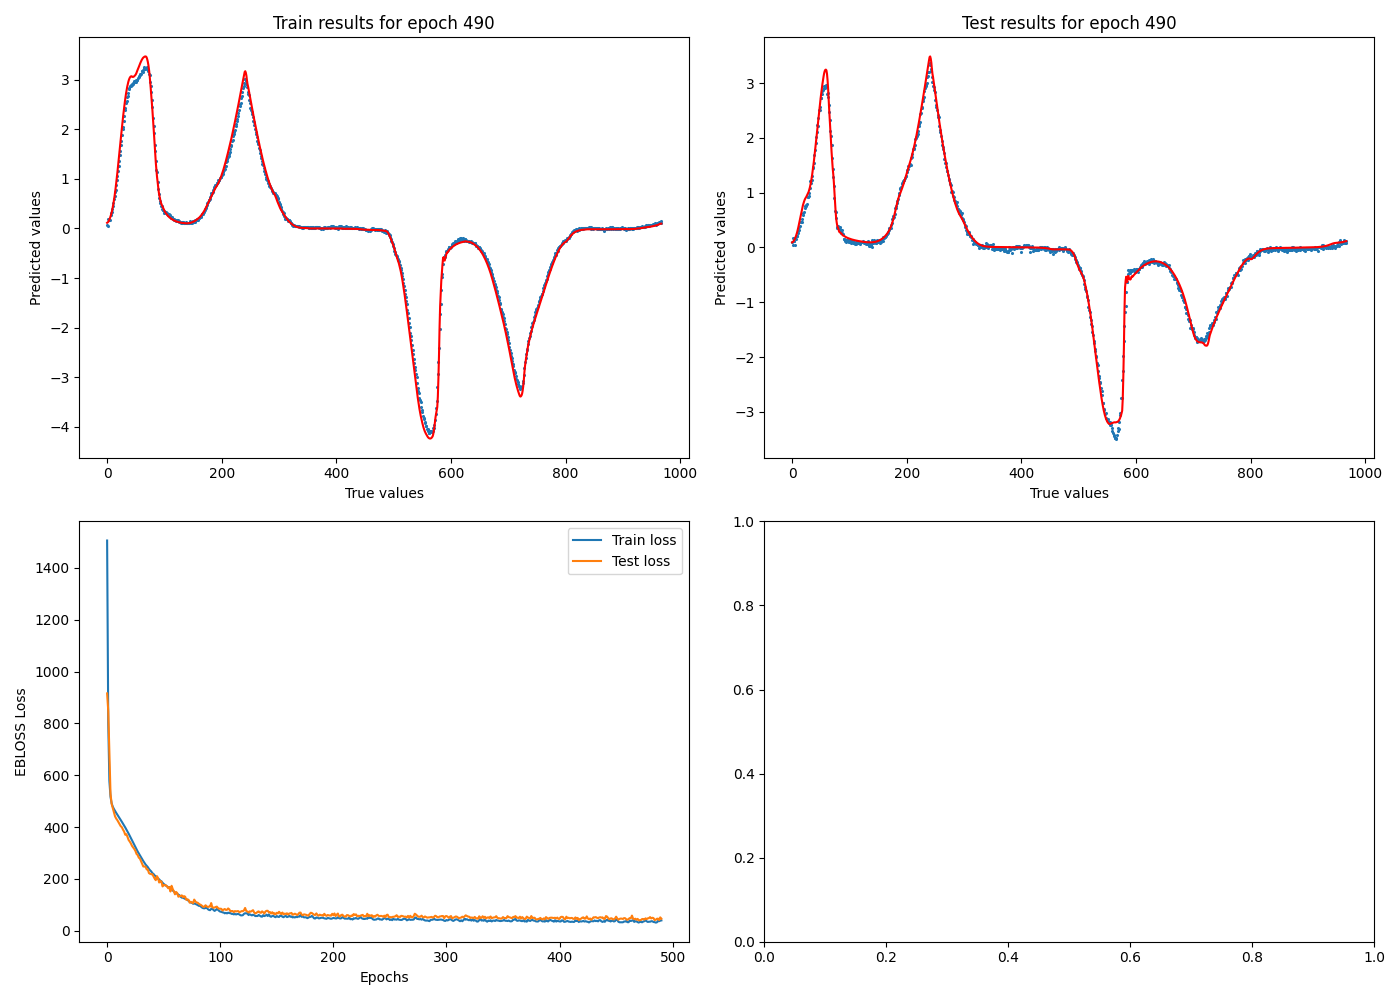 Train results for epoch 490
Predicted values
3
2
1
0
−1
−2
−3
−4
0 200 400 600 800 1000
True values
Test results for epoch 490
Predicted values
3
2
1
0
−1
−2
−3
0 200 400 600 800 1000
True values
EBLOSS Loss
1400
1200
1000
800
600
400
200
0
Train loss
Test loss
0 100 200 300 400 500
Epochs
1.0
0.8
0.6
0.4
0.2
0.0
0.0 0.2 0.4 0.6 0.8 1.0